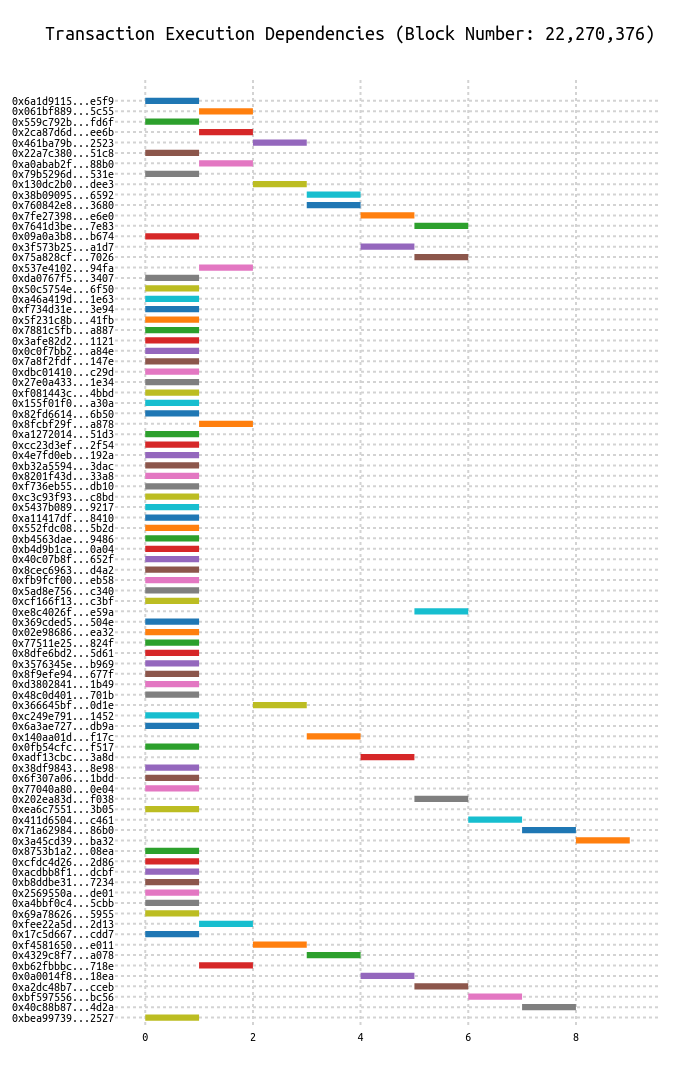 Transaction Execution Dependencies (Block Number: 22,270,376)
0x6a1d9115...e5f9
0x061bf889...5c55
0x559c792b...fd6f
0x2ca87d6d...ee6b
0x461ba79b...2523
0x22a7c380...51c8
0xa0abab2f...88b0
0x79b5296d...531e
0x130dc2b0...dee3
0x38b09095...6592
0x760842e8...3680
0x7fe27398...e6e0
0x7641d3be...7e83
0x09a0a3b8...b674
0x3f573b25...a1d7
0x75a828cf...7026
0x537e4102...94fa
0xda0767f5...3407
0x50c5754e...6f50
0xa46a419d...1e63
0xf734d31e...3e94
0x5f231c8b...41fb
0x7881c5fb...a887
0x3afe82d2...1121
0x0c0f7bb2...a84e
0x7a8f2fdf...147e
0xdbc01410...c29d
0x27e0a433...1e34
0xf081443c...4bbd
0x155f01f0...a30a
0x82fd6614...6b50
0x8fcbf29f...a878
0xa1272014...51d3
0xcc23d3ef...2f54
0x4e7fd0eb...192a
0xb32a5594...3dac
0x8201f43d...33a8
0xf736eb55...db10
0xc3c93f93...c8bd
0x5437b089...9217
0xa11417df...8410
0x552fdc08...5b2d
0xb4563dae...9486
0xb4d9b1ca...0a04
0x40c07b8f...652f
0x8cec6963...d4a2
0xfb9fcf00...eb58
0x5ad8e756...c340
0xcf166f13...c3bf
0xe8c4026f...e59a
0x369cded5...504e
0x02e98686...ea32
0x77511e25...824f
0x8dfe6bd2...5d61
0x3576345e...b969
0x8f9efe94...677f
0xd3802841...1b49
0x48c0d401...701b
0x366645bf...0d1e
0xc249e791...1452
0x6a3ae727...db9a
0x140aa01d...f17c
0x0fb54cfc...f517
0xadf13cbc...3a8d
0x38df9843...8e98
0x6f307a06...1bdd
0x77040a80...0e04
0x202ea83d...f038
0xea6c7551...3b05
0x411d6504...c461
0x71a62984...86b0
0x3a45cd39...ba32
0x8753b1a2...08ea
0xcfdc4d26...2d86
0xacdbb8f1...dcbf
0xb8ddbe31...7234
0x2569550a...de01
0xa4bbf0c4...5cbb
0x69a78626...5955
0xfee22a5d...2d13
0x17c5d667...cdd7
0xf4581650...e011
0x4329c8f7...a078
0xb62fbbbc...718e
0x0a0014f8...18ea
0xa2dc48b7...cceb
0xbf597556...bc56
0x40c88b87...4d2a
0xbea99739...2527
0 2 4 6 8